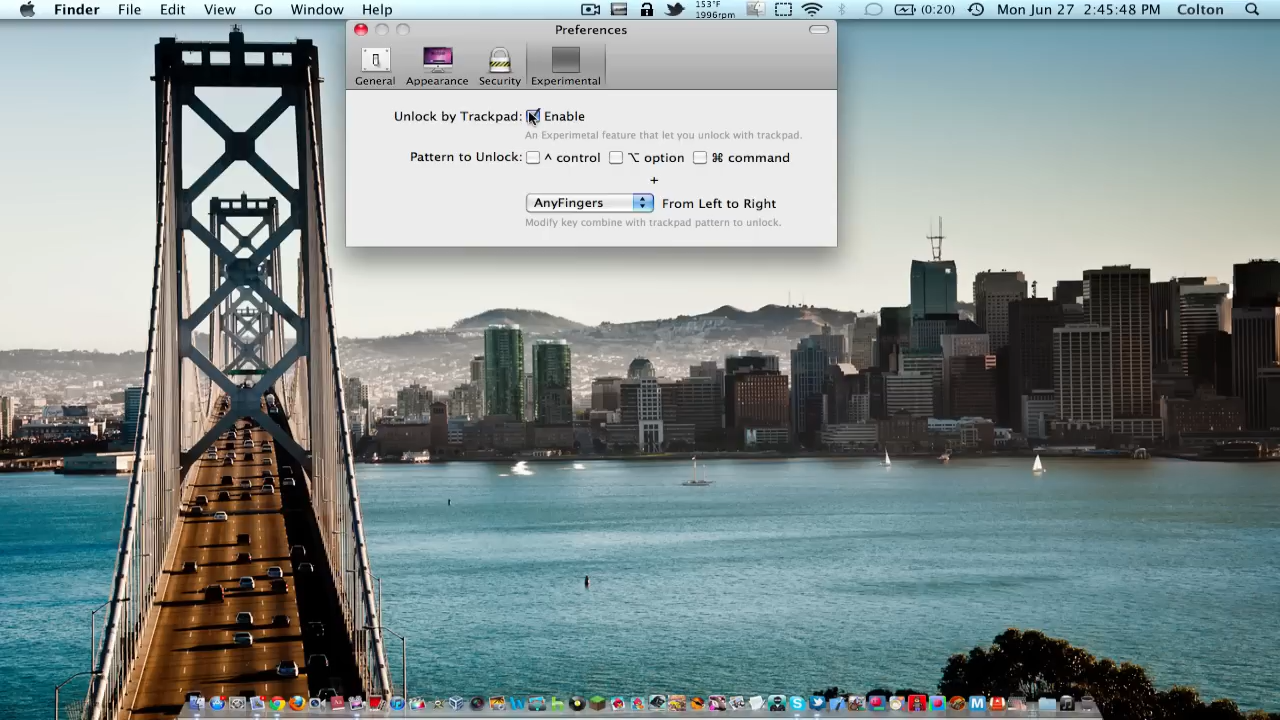 Finder File Edit View Go Window Help 153°F 1996rpm (0:20) Mon Jun 27 2:45:48 PM Colton
Preferences
General Appearance Security Experimental
Unlock by Trackpad: Enable
An Experimetal feature that let you unlock with trackpad.
Pattern to Unlock: ^ control ⌥ option ⌘ command
+
AnyFingers From Left to Right
Modify key combine with trackpad pattern to unlock.